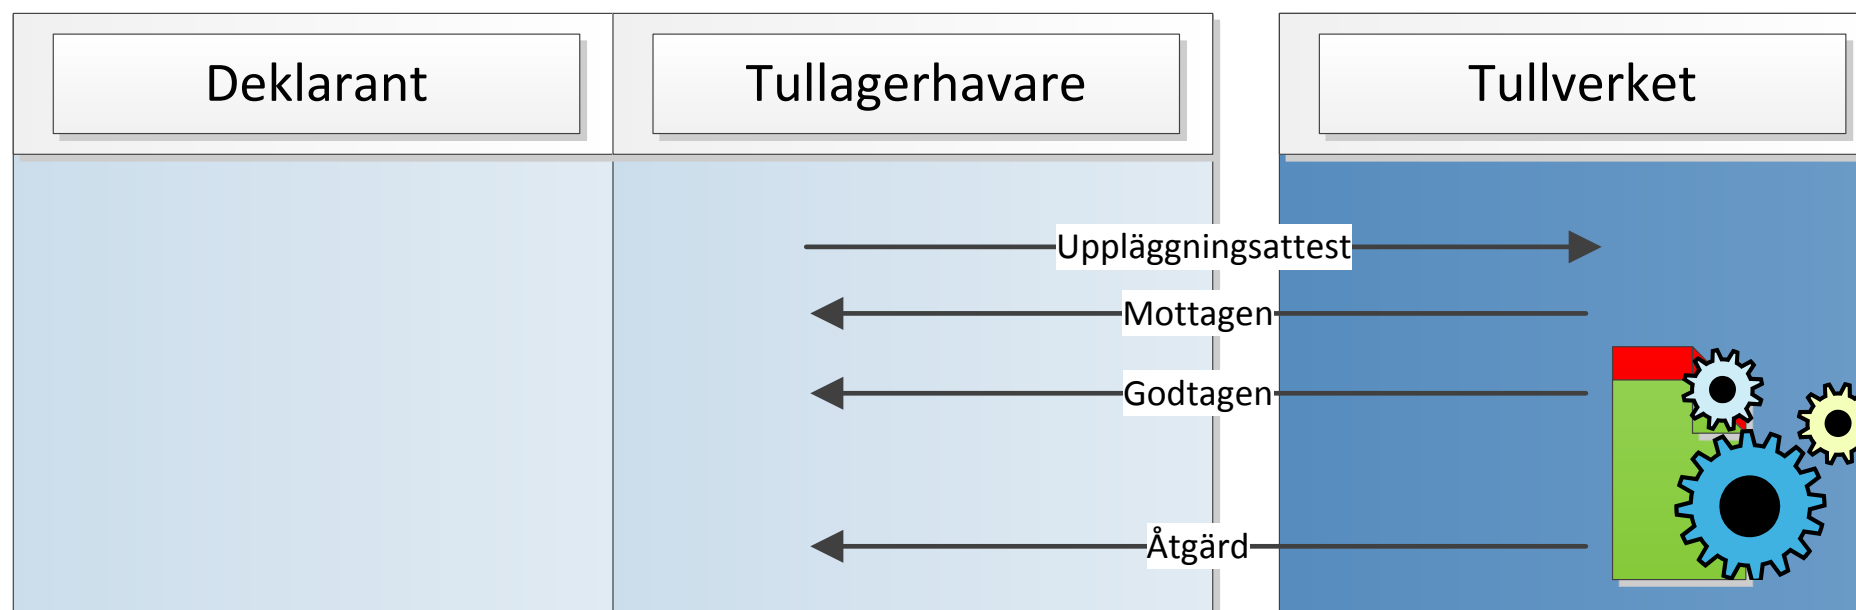 Deklarant
Tullagerhavare
Tullverket
Uppläggningsattest
Mottagen
Godtagen
Åtgärd